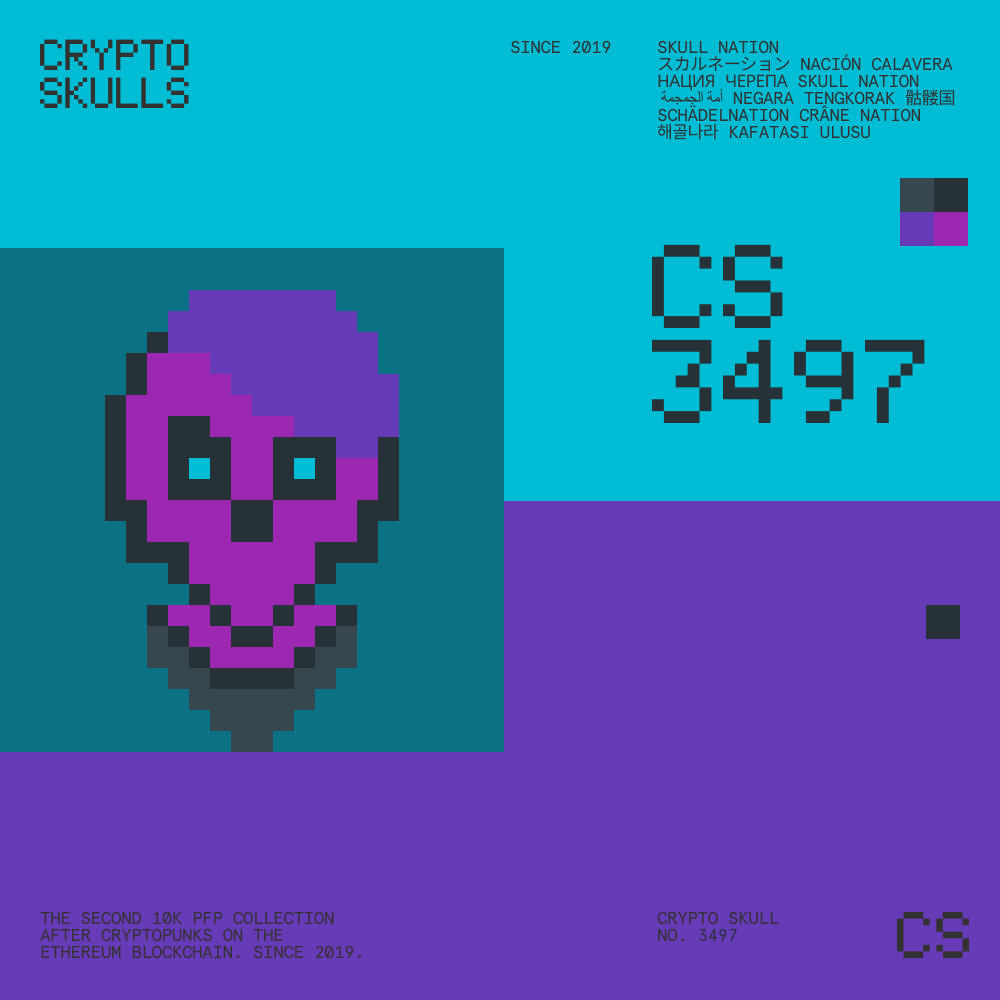 CRYPTO
SKULLS
SINCE 2019
SKULL NATION
スカルネーション NACIÓN CALAVERA
НАЦИЯ ЧЕРЕПА SKULL NATION
أمة الجمجمة NEGARA TENGKORAK 骷髅国
SCHÄDELNATION CRÂNE NATION
해골나라 KAFATASI ULUSU
CS
3497
THE SECOND 10K PFP COLLECTION
AFTER CRYPTOPUNKS ON THE
ETHEREUM BLOCKCHAIN. SINCE 2019.
CRYPTO SKULL
NO. 3497
CS